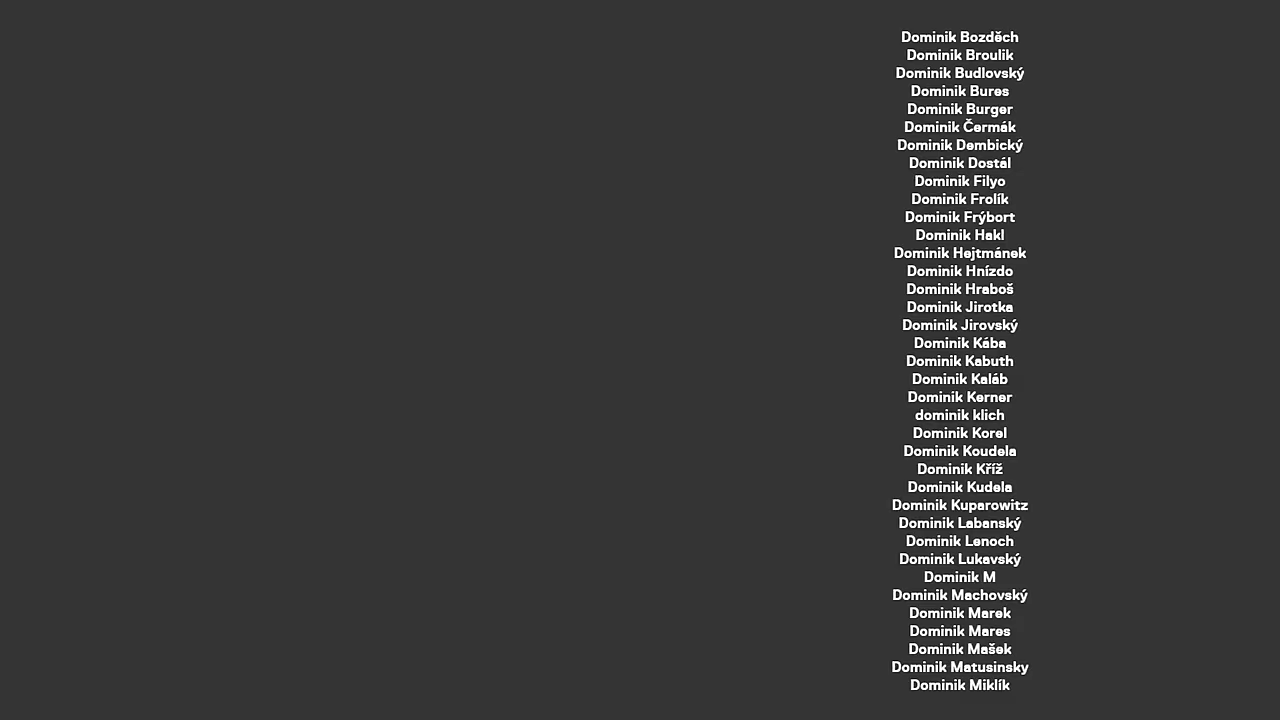 Dominik Bozděch
Dominik Broulik
Dominik Budlovský
Dominik Bures
Dominik Burger
Dominik Čermák
Dominik Dembický
Dominik Dostál
Dominik Filyo
Dominik Frolík
Dominik Frýbort
Dominik Hakl
Dominik Hejtmánek
Dominik Hnízdo
Dominik Hraboš
Dominik Jirotka
Dominik Jirovský
Dominik Kába
Dominik Kabuth
Dominik Kaláb
Dominik Kerner
dominik klich
Dominik Korel
Dominik Koudela
Dominik Kříž
Dominik Kudela
Dominik Kuparowitz
Dominik Labanský
Dominik Lenoch
Dominik Lukavský
Dominik M
Dominik Machovský
Dominik Marek
Dominik Mares
Dominik Mašek
Dominik Matusinsky
Dominik Miklík